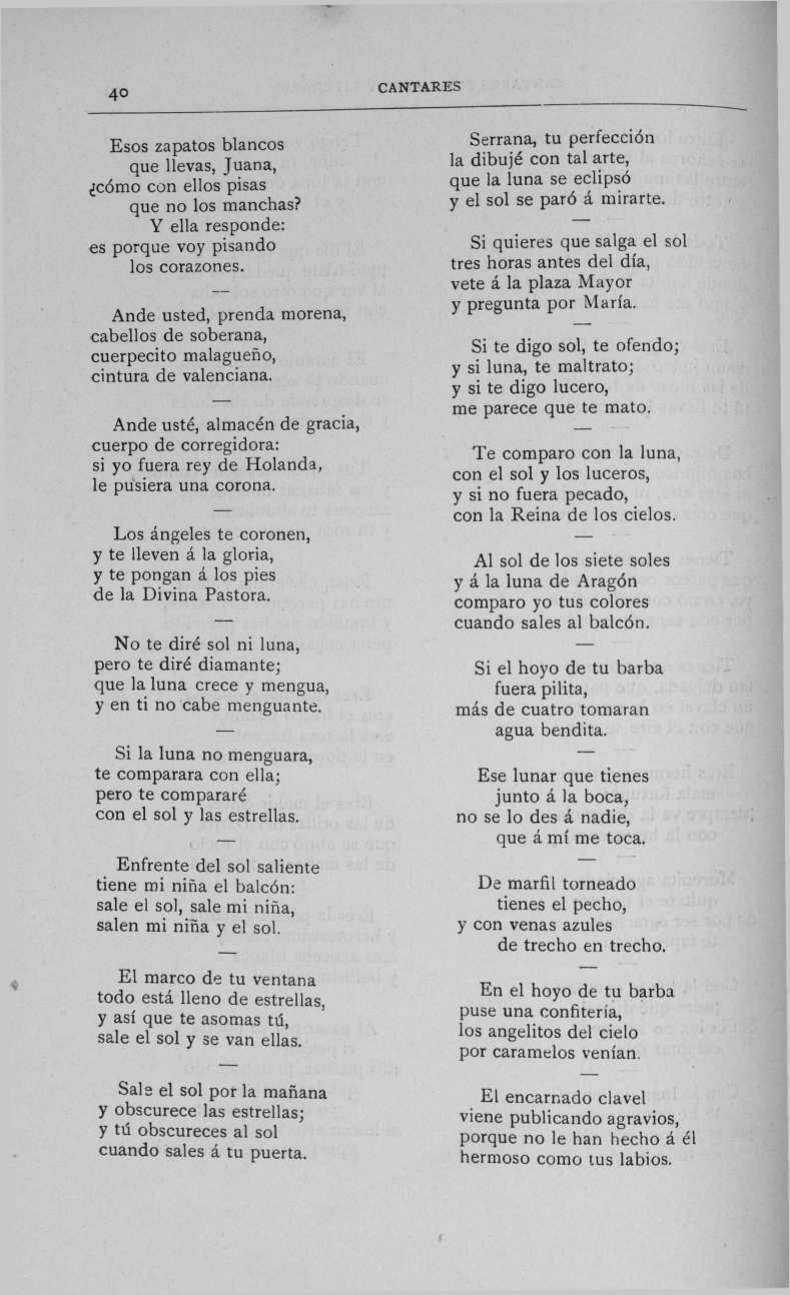 40
CANTARES
Esos zapatos blancos
que llevas, Juana,
¿cómo con ellos pisas
que no los manchas?
Y ella responde:
es porque voy pisando
los corazones.
—
Ande usted, prenda morena,
cabellos de soberana,
cuerpecito malagueño,
cintura de valenciana.
—
Ande usté, almacén de gracia,
cuerpo de corregidora:
si yo fuera rey de Holanda,
le pusiera una corona.
—
Los ángeles te coronen,
y te lleven á la gloria,
y te pongan á los pies
de la Divina Pastora.
—
No te diré sol ni luna,
pero te diré diamante;
que la luna crece y mengua,
y en ti no cabe menguante.
—
Si la luna no menguara,
te comparara con ella;
pero te compararé
con el sol y las estrellas.
—
Enfrente del sol saliente
tiene mi niña el balcón:
sale el sol, sale mi niña,
salen mi niña y el sol.
—
El marco de tu ventana
todo está lleno de estrellas,
y así que te asomas tú,
sale el sol y se van ellas.
—
Sale el sol por la mañana
y obscurece las estrellas;
y tú obscureces al sol
cuando sales á tu puerta.
Serrana, tu perfección
la dibujé con tal arte,
que la luna se eclipsó
y el sol se paró á mirarte.
—
Si quieres que salga el sol
tres horas antes del día,
vete á la plaza Mayor
y pregunta por María.
—
Si te digo sol, te ofendo;
y si luna, te maltrato;
y si te digo lucero,
me parece que te mato.
—
Te comparo con la luna,
con el sol y los luceros,
y si no fuera pecado,
con la Reina de los cielos.
—
Al sol de los siete soles
y á la luna de Aragón
comparo yo tus colores
cuando sales al balcón.
—
Si el hoyo de tu barba
fuera pilita,
más de cuatro tomaran
agua bendita.
—
Ese lunar que tienes
junto á la boca,
no se lo des á nadie,
que á mí me toca.
—
De marfil torneado
tienes el pecho,
y con venas azules
de trecho en trecho.
—
En el hoyo de tu barba
puse una confitería,
los angelitos del cielo
por caramelos venían.
—
El encarnado clavel
viene publicando agravios,
porque no le han hecho á él
hermoso como tus labios.